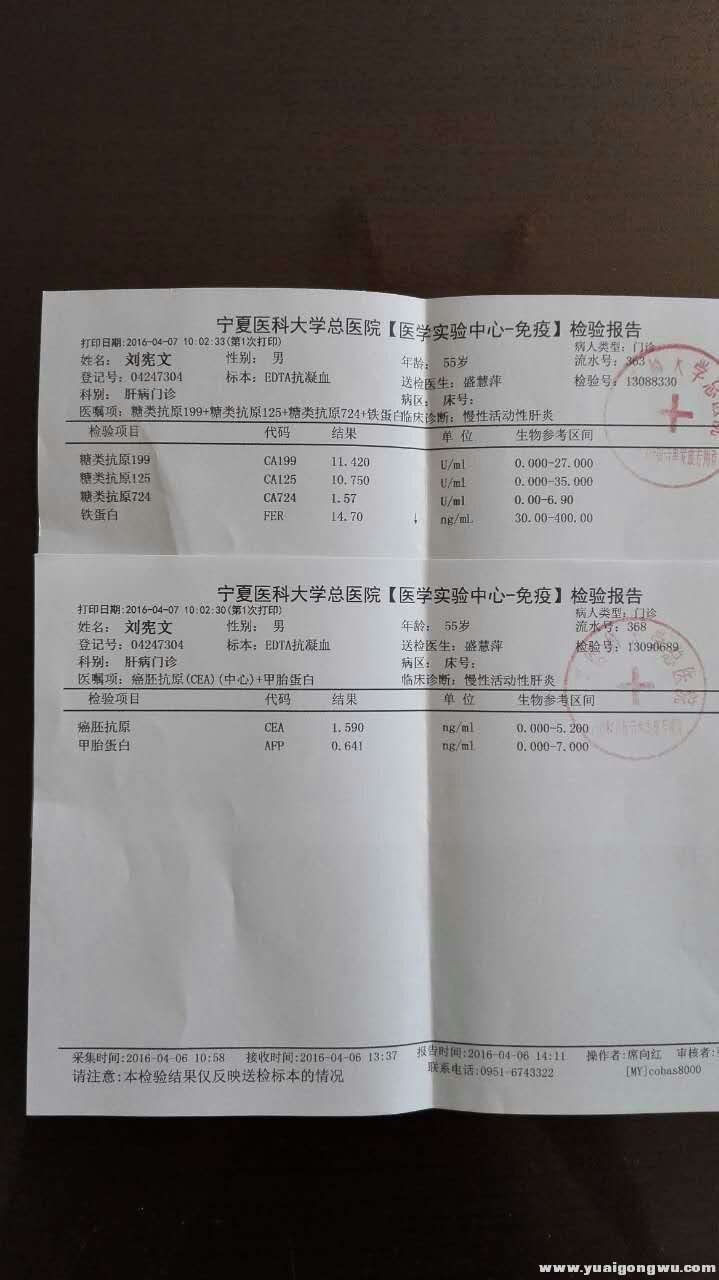 宁夏医科大学总医院【医学实验中心-免疫】检验报告
打印日期:2016-04-07 10:02:33(第1次打印) 病人类型: 门诊
姓名: 刘宪文 性别: 男 年龄: 55岁 流水号: 363
登记号: 04247304 标本: EDTA抗凝血 送检医生: 盛慧萍 检验号: 13088330
科别: 肝病门诊 病区: 床号:
医嘱项: 糖类抗原199+糖类抗原125+糖类抗原724+铁蛋白 临床诊断: 慢性活动性肝炎
检验项目 代码 结果 单 位 生物参考区间
糖类抗原199 CA199 11.420 U/ml 0.000-27.000
糖类抗原125 CA125 10.750 U/ml 0.000-35.000
糖类抗原724 CA724 1.57 U/ml 0.00-6.90
铁蛋白 FER 14.70 ↓ ng/mL 30.00-400.00
宁夏医科大学总医院【医学实验中心-免疫】检验报告
打印日期:2016-04-07 10:02:30(第1次打印) 病人类型: 门诊
姓名: 刘宪文 性别: 男 年龄: 55岁 流水号: 368
登记号: 04247304 标本: EDTA抗凝血 送检医生: 盛慧萍 检验号: 13090689
科别: 肝病门诊 病区: 床号:
医嘱项: 癌胚抗原(CEA)(中心)+甲胎蛋白 临床诊断: 慢性活动性肝炎
检验项目 代码 结果 单 位 生物参考区间
癌胚抗原 CEA 1.590 ng/ml 0.000-5.200
甲胎蛋白 AFP 0.641 ng/ml 0.000-7.000
采集时间:2016-04-06 10:58 接收时间:2016-04-06 13:37 报告时间:2016-04-06 14:11 操作者:席向红 审核者:
请注意:本检验结果仅反映送检标本的情况 联系电话:0951-6743322 [MY]cobas8000
www.yuaigongwu.com